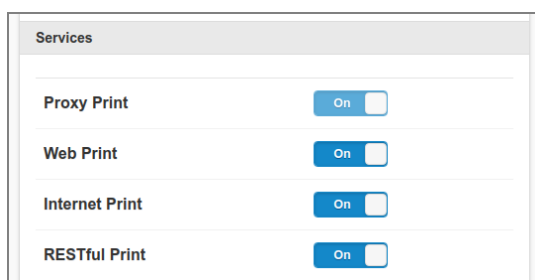 Services
Proxy Print On
Web Print On
Internet Print On
RESTful Print On